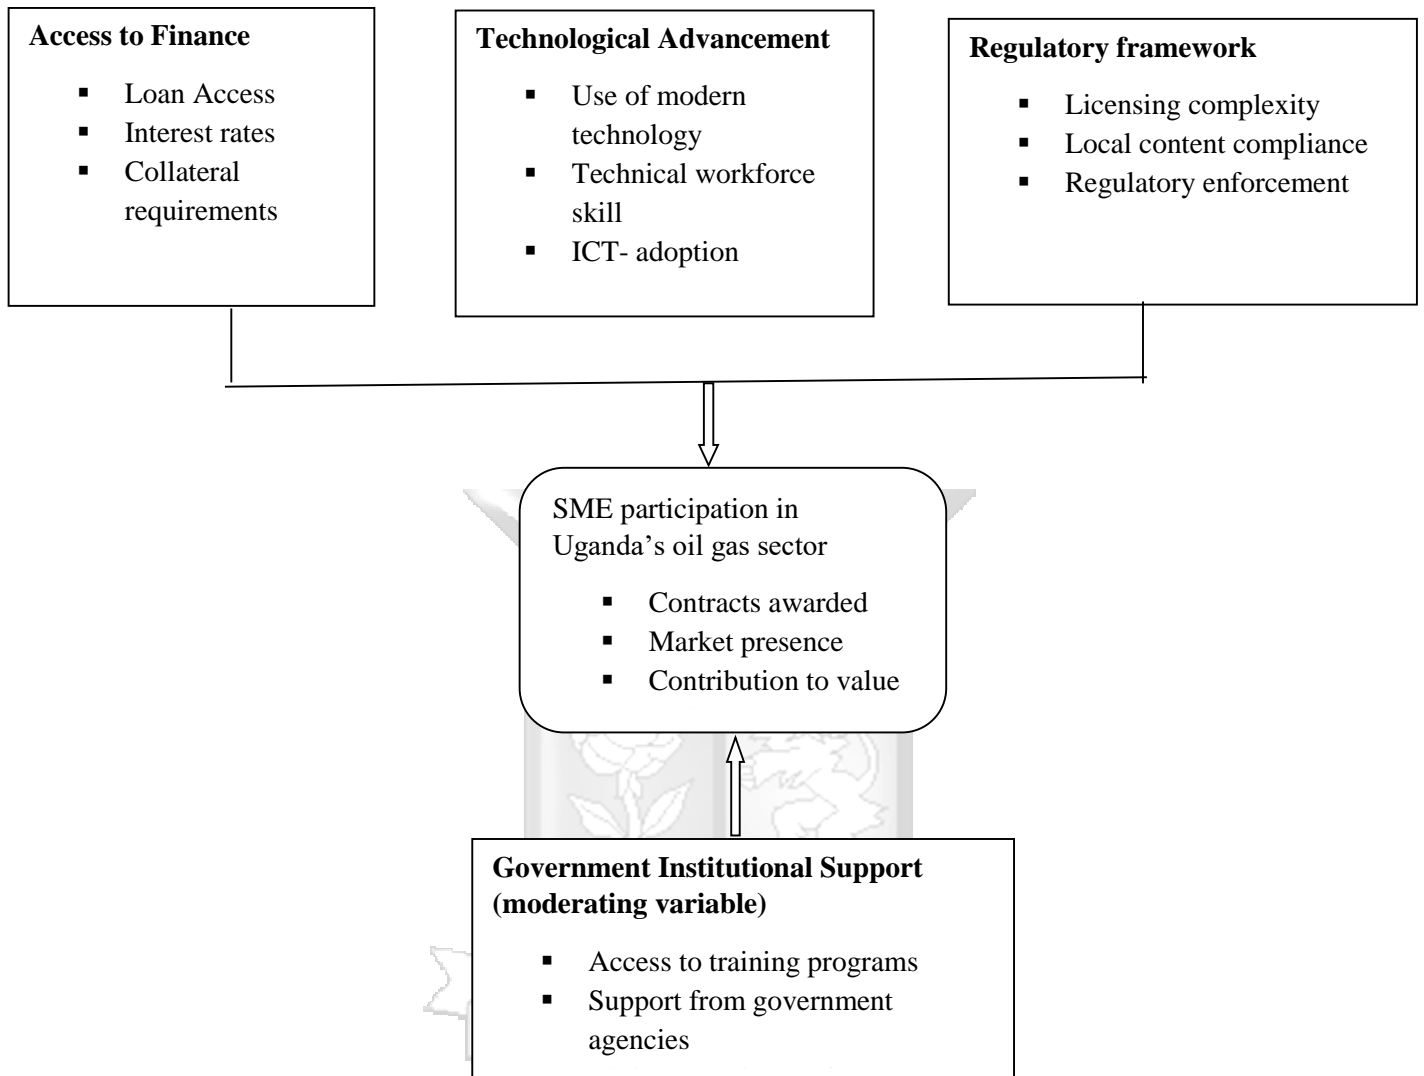 Access to Finance
▪ Loan Access
▪ Interest rates
▪ Collateral
requirements
Technological Advancement
▪ Use of modern
technology
▪ Technical workforce
skill
▪ ICT- adoption
Regulatory framework
▪ Licensing complexity
▪ Local content compliance
▪ Regulatory enforcement
SME participation in
Uganda’s oil gas sector
▪ Contracts awarded
▪ Market presence
▪ Contribution to value
Government Institutional Support
(moderating variable)
▪ Access to training programs
▪ Support from government
agencies